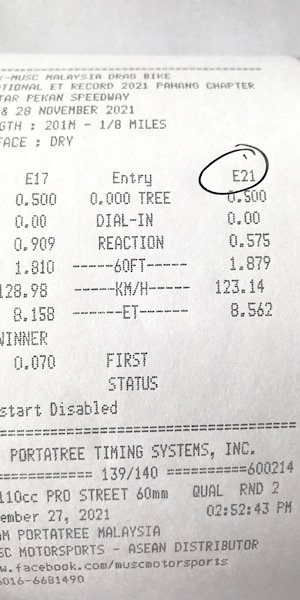 -MUSC MALAYSIA DRAG BIKE
TIONAL ET RECORD 2021 PAHANG CHAPTER
TAR PEKAN SPEEDWAY
& 28 NOVEMBER 2021
GTH : 201M - 1/8 MILES
FACE : DRY
E17 Entry E21
0.500 0.000 TREE 0.500
0.00 DIAL-IN 0.00
0.909 REACTION 0.575
1.810 -----60FT----- 1.879
128.98 -----KM/H----- 123.14
8.158 ------ET------ 8.562
WINNER
0.070 FIRST
STATUS
start Disabled
PORTATREE TIMING SYSTEMS, INC.
=========== 139/140 ==========600214
110cc PRO STREET 60mm QUAL RND 2
ember 27, 2021 02:52:43 PM
AM PORTATREE MALAYSIA
SC MOTORSPORTS - ASEAN DISTRIBUTOR
w.facebook.com/muscmotorsports
6016-6681490